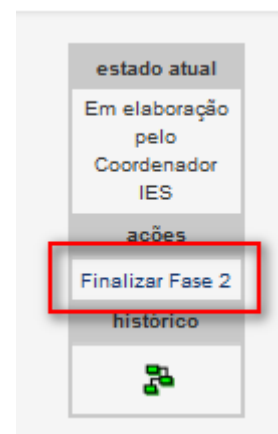 estado atual
Em elaboração
pelo
Coordenador
IES
ações
Finalizar Fase 2
histórico